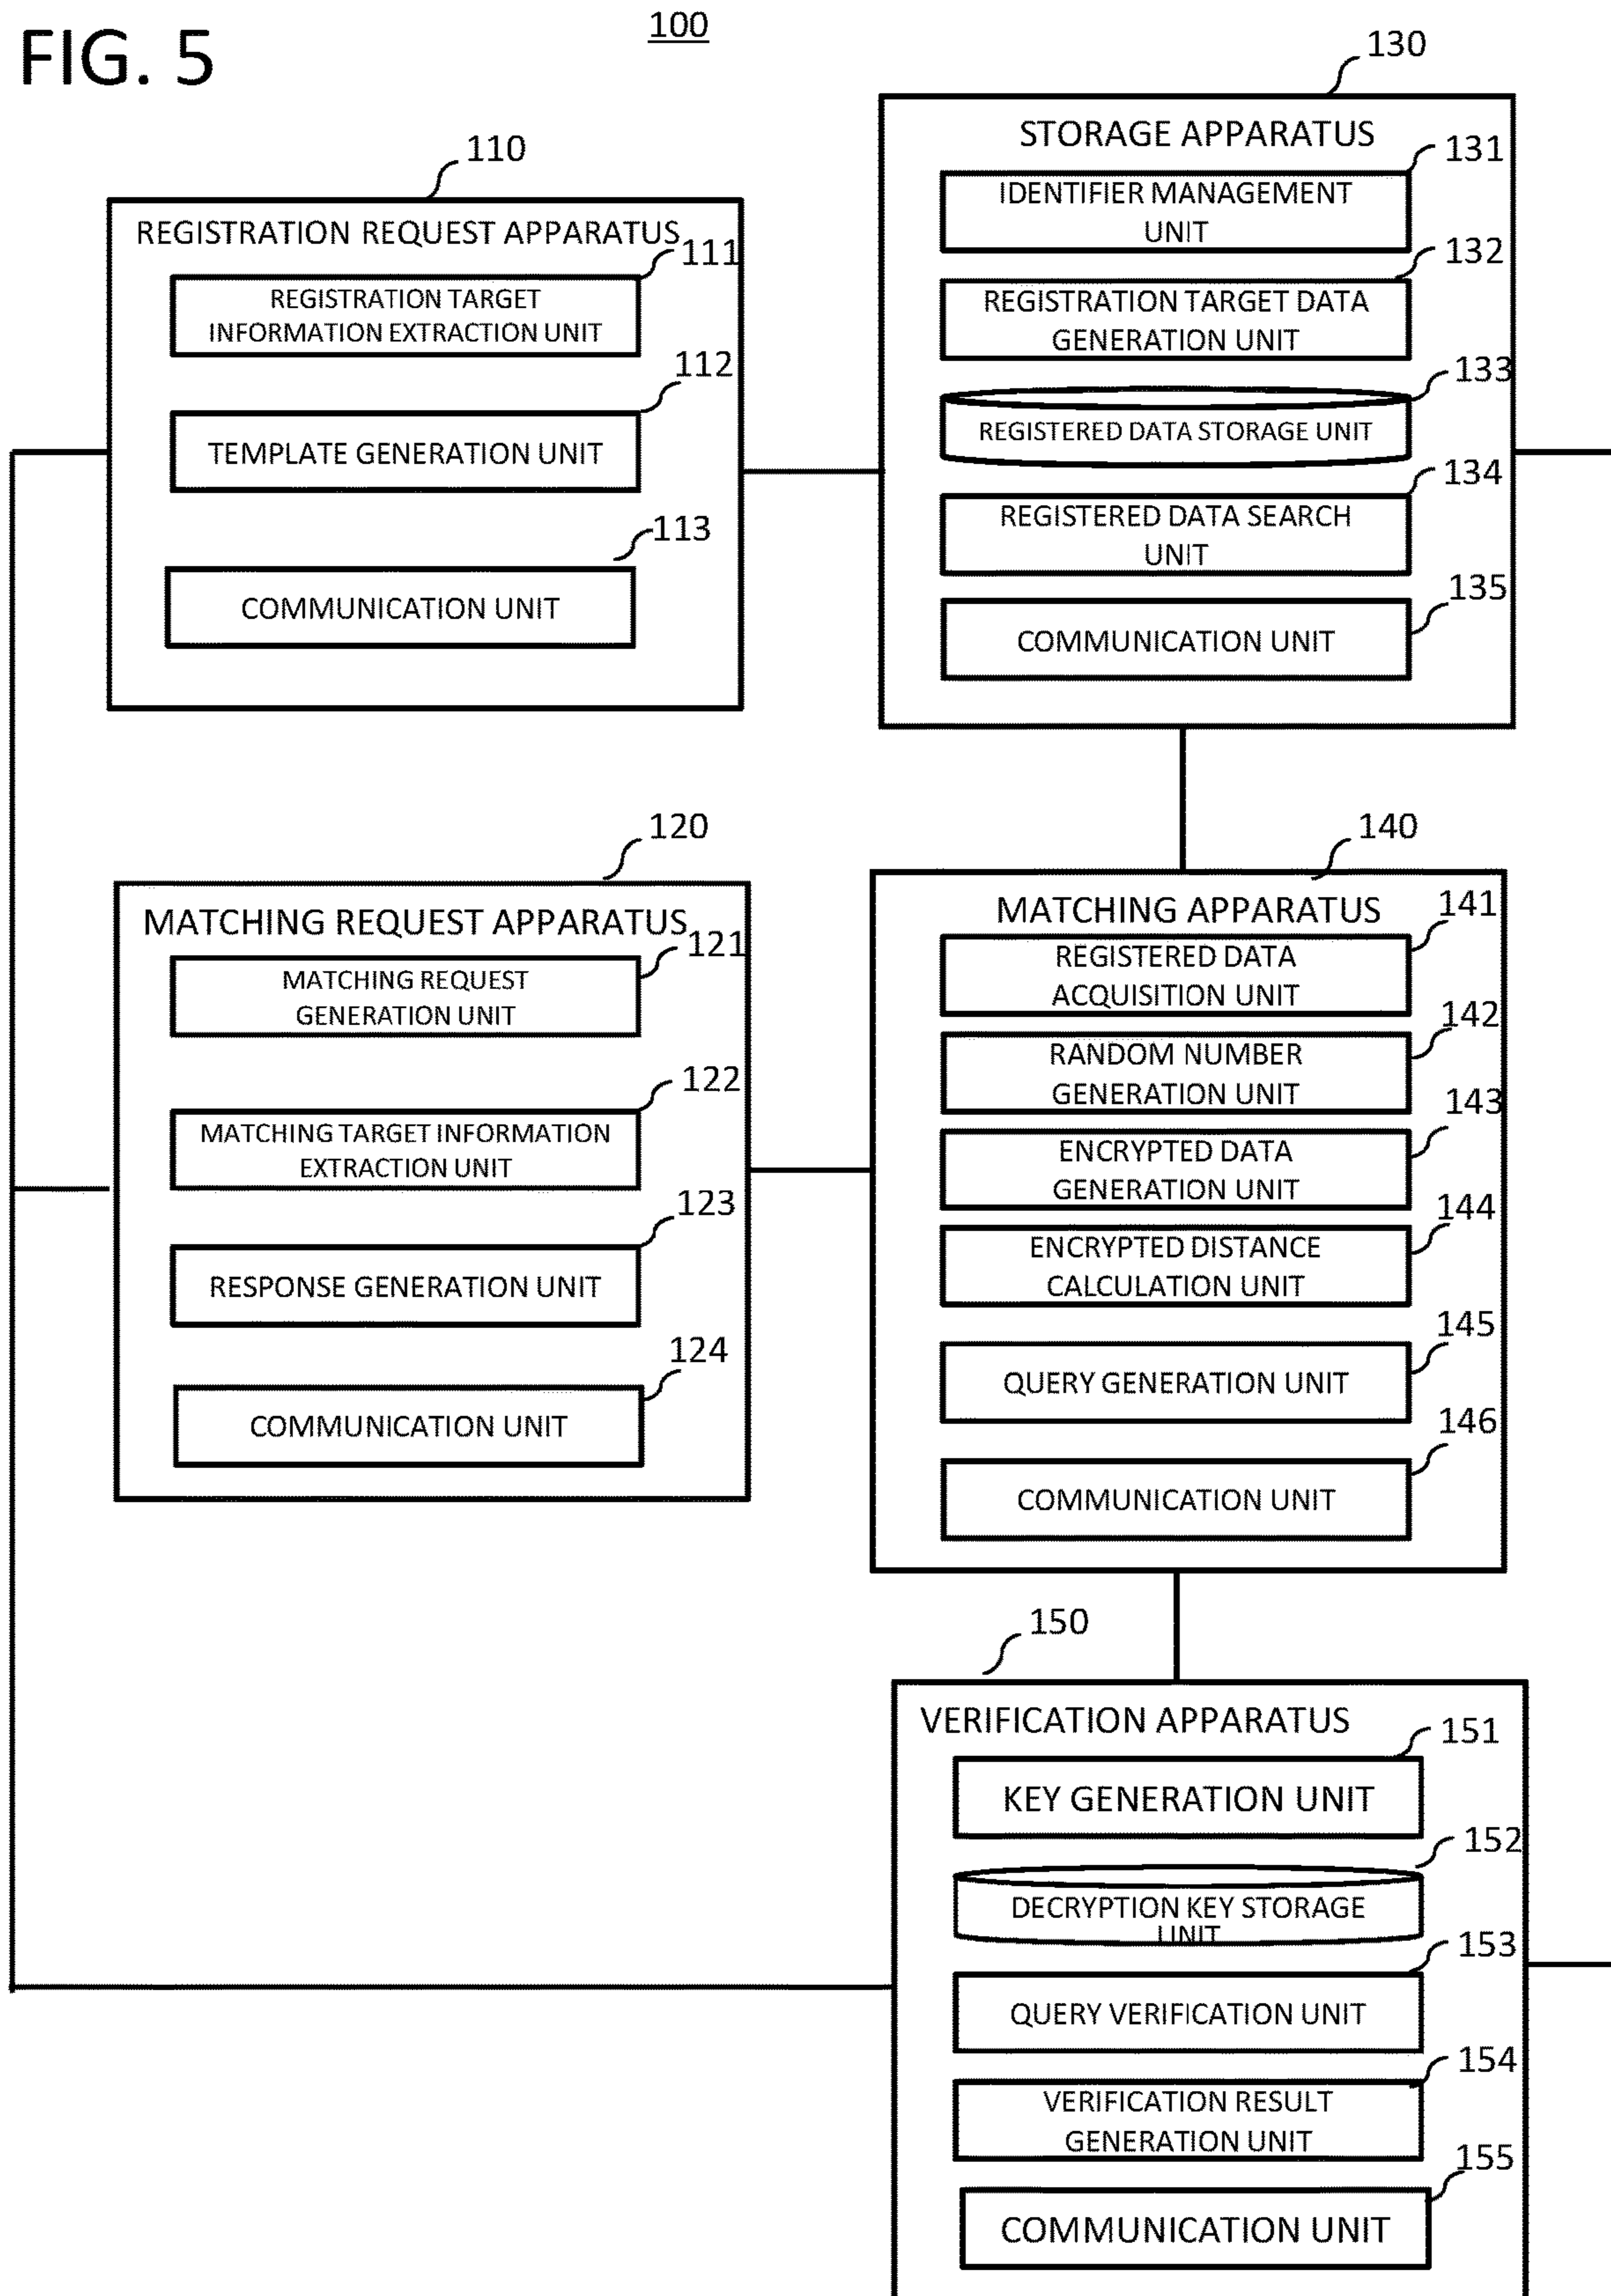 FIG. 5
100
110
REGISTRATION REQUEST APPARATUS
111
REGISTRATION TARGET
INFORMATION EXTRACTION UNIT
112
TEMPLATE GENERATION UNIT
113
COMMUNICATION UNIT
130
STORAGE APPARATUS
131
IDENTIFIER MANAGEMENT
UNIT
132
REGISTRATION TARGET DATA
GENERATION UNIT
133
REGISTERED DATA STORAGE UNIT
134
REGISTERED DATA SEARCH
UNIT
135
COMMUNICATION UNIT
120
MATCHING REQUEST APPARATUS
121
MATCHING REQUEST
GENERATION UNIT
122
MATCHING TARGET INFORMATION
EXTRACTION UNIT
123
RESPONSE GENERATION UNIT
124
COMMUNICATION UNIT
140
MATCHING APPARATUS
141
REGISTERED DATA
ACQUISITION UNIT
142
RANDOM NUMBER
GENERATION UNIT
143
ENCRYPTED DATA
GENERATION UNIT
144
ENCRYPTED DISTANCE
CALCULATION UNIT
145
QUERY GENERATION UNIT
146
COMMUNICATION UNIT
150
VERIFICATION APPARATUS
151
KEY GENERATION UNIT
152
DECRYPTION KEY STORAGE
UNIT
153
QUERY VERIFICATION UNIT
154
VERIFICATION RESULT
GENERATION UNIT
155
COMMUNICATION UNIT